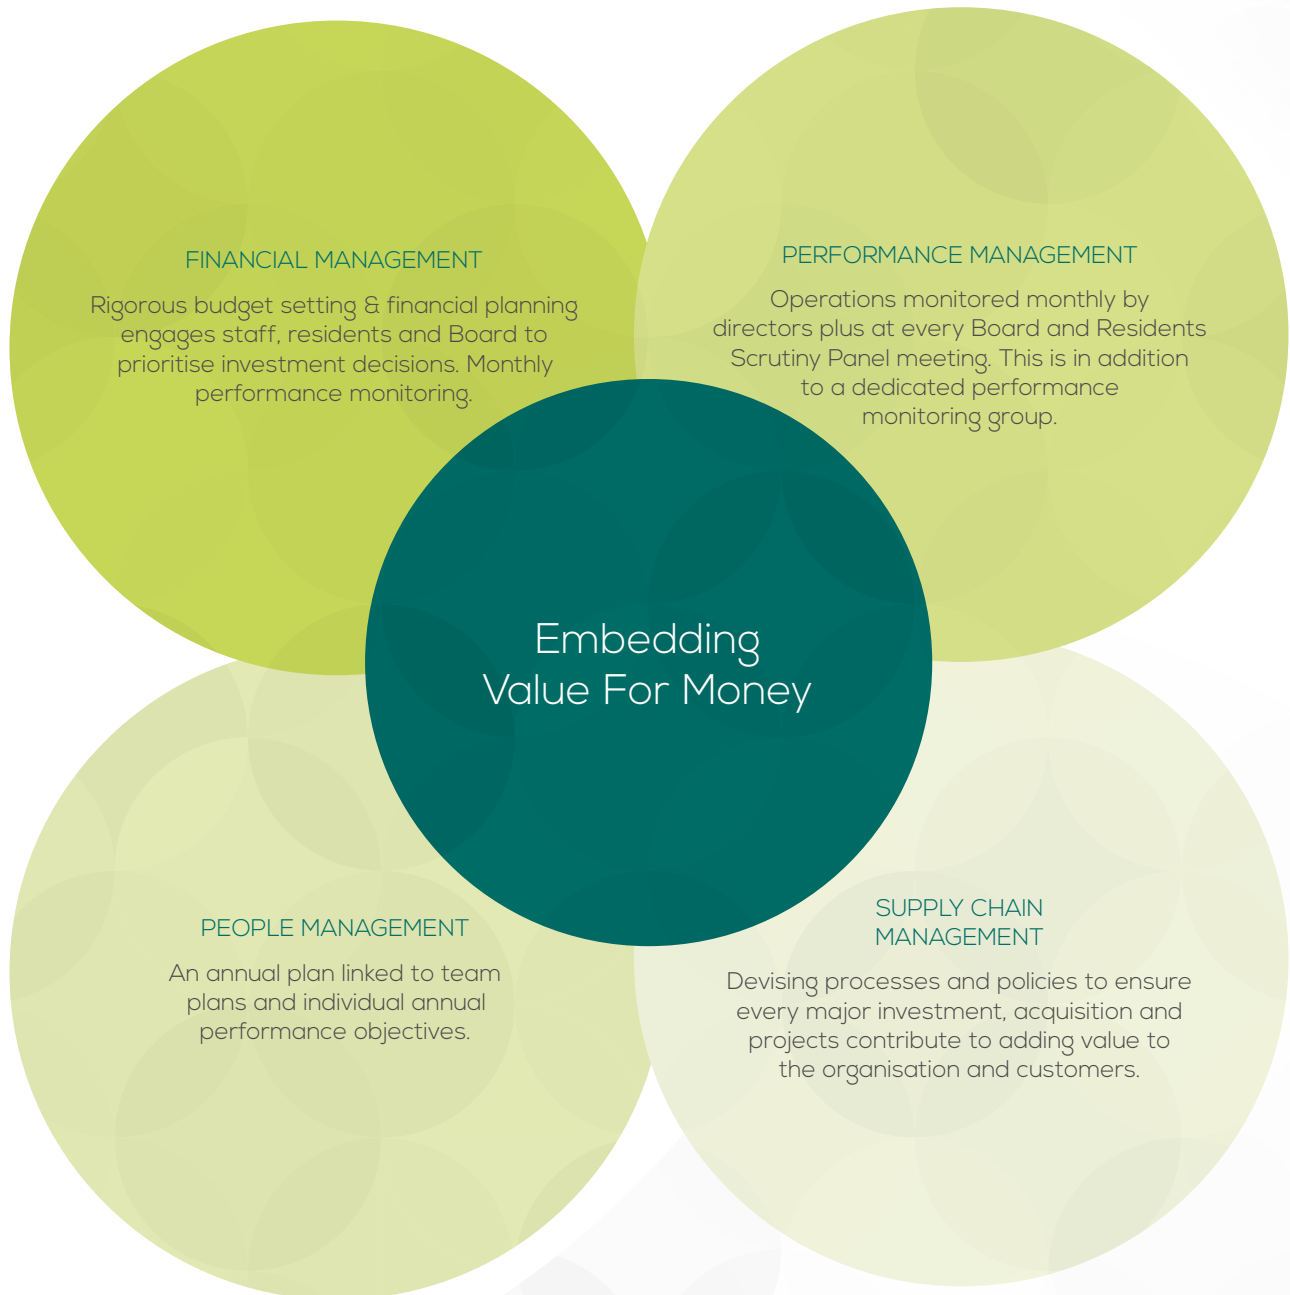 FINANCIAL MANAGEMENT
Rigorous budget setting & financial planning
engages staff, residents and Board to
prioritise investment decisions. Monthly
performance monitoring.
PERFORMANCE MANAGEMENT
Operations monitored monthly by
directors plus at every Board and Residents
Scrutiny Panel meeting. This is in addition
to a dedicated performance
monitoring group.
Embedding
Value For Money
PEOPLE MANAGEMENT
An annual plan linked to team
plans and individual annual
performance objectives.
SUPPLY CHAIN
MANAGEMENT
Devising processes and policies to ensure
every major investment, acquisition and
projects contribute to adding value to
the organisation and customers.